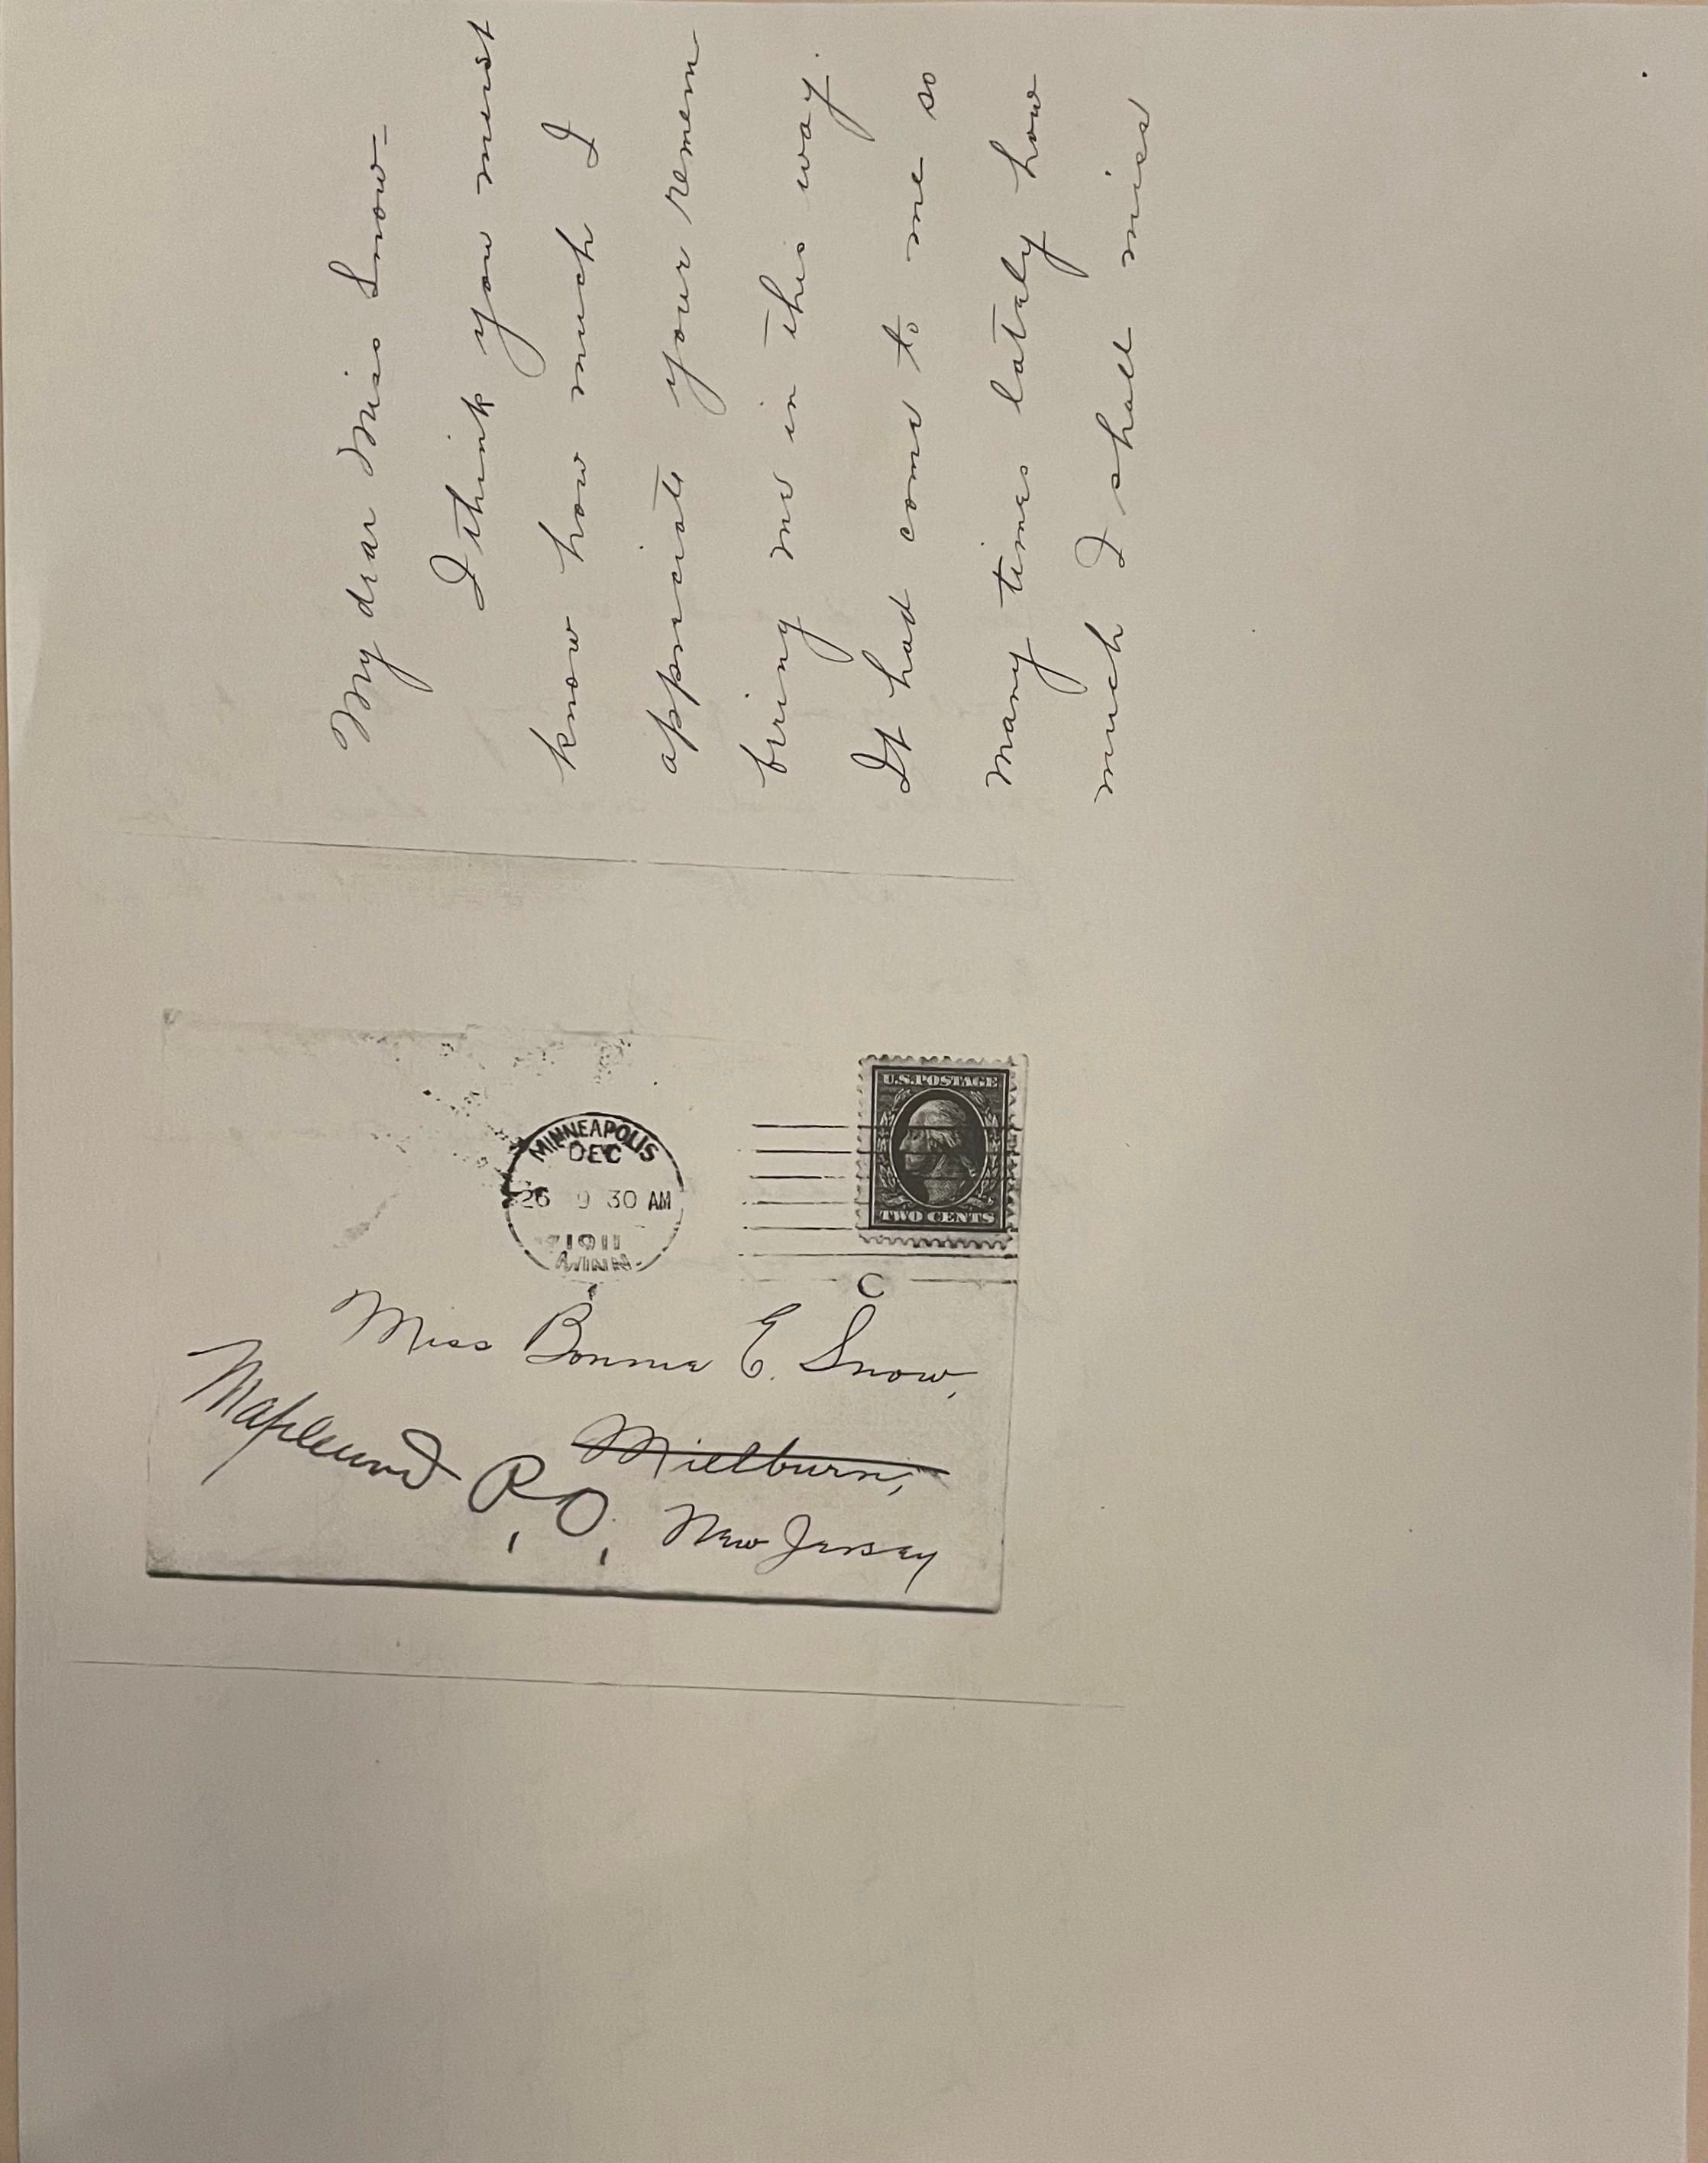 My dear Miss Snow-
I think you must
know how much I
appreciate your remem
bring me in this way.
It had come to me so
many times lately how
much I shall miss
MINNEAPOLIS
DEC
26 9 30 AM
1911
MINN.
U.S. POSTAGE
TWO CENTS
C
Miss Bonnie E. Snow,
Millburn,
Maplewood P.O.
New Jersey